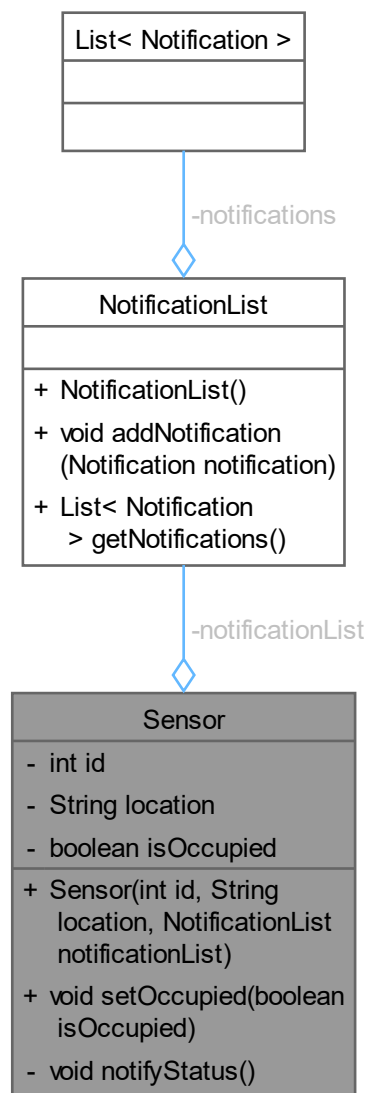 List< Notification >
-notifications
NotificationList
+ NotificationList()
+ void addNotification
(Notification notification)
+ List< Notification
> getNotifications()
-notificationList
Sensor
- int id
- String location
- boolean isOccupied
+ Sensor(int id, String
location, NotificationList
notificationList)
+ void setOccupied(boolean
isOccupied)
- void notifyStatus()